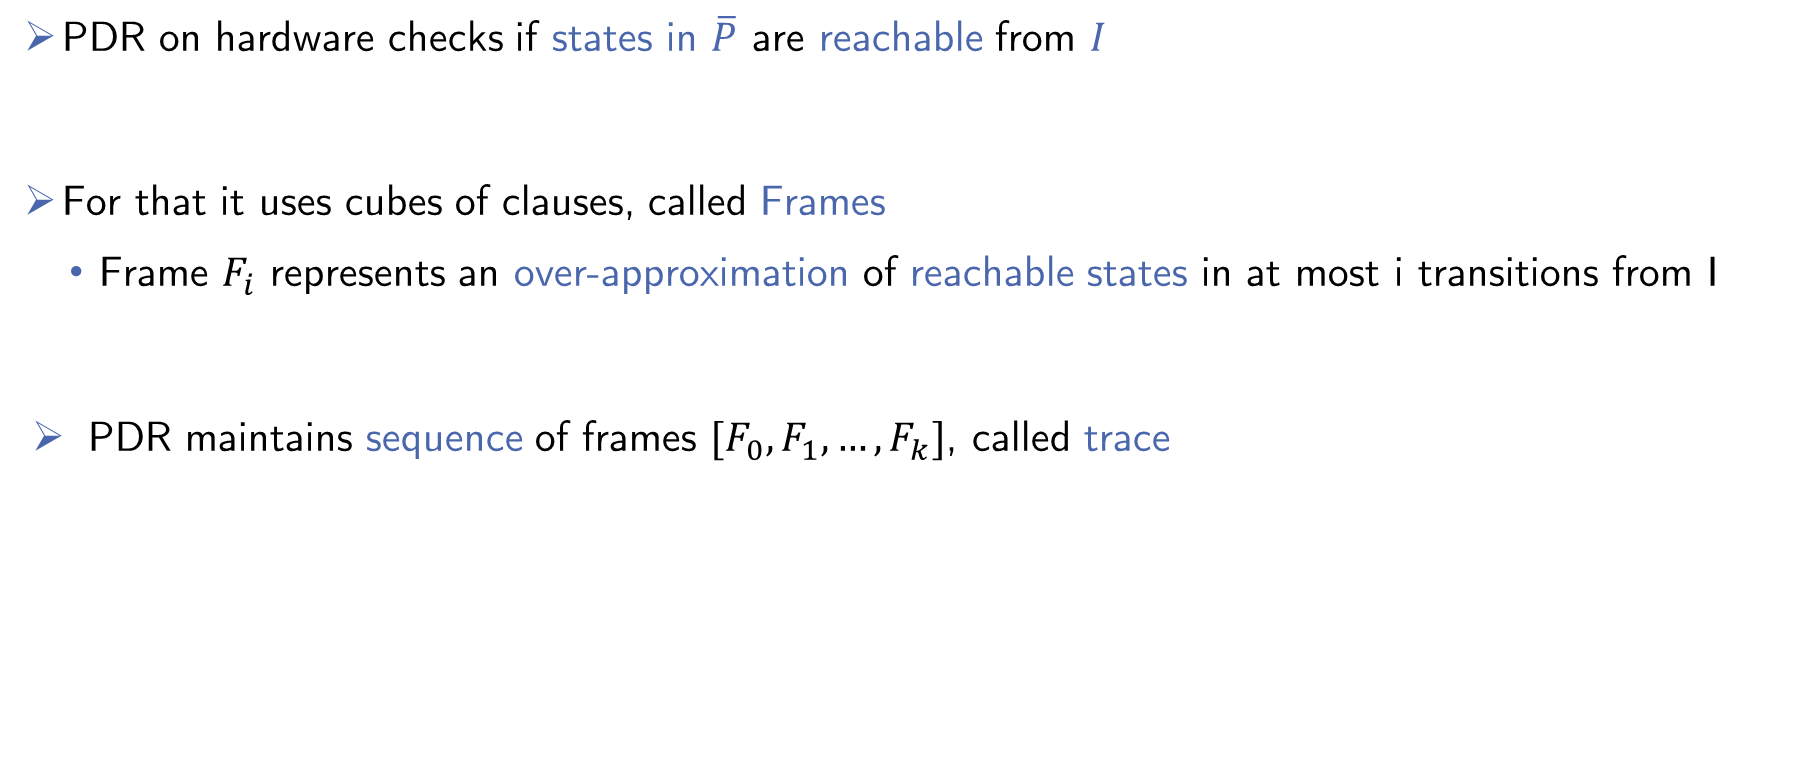 ➢ PDR on hardware checks if states in P̅ are reachable from I
➢ For that it uses cubes of clauses, called Frames
• Frame Fᵢ represents an over-approximation of reachable states in at most i transitions from I
➢ PDR maintains sequence of frames [F₀, F₁, … , Fₖ], called trace